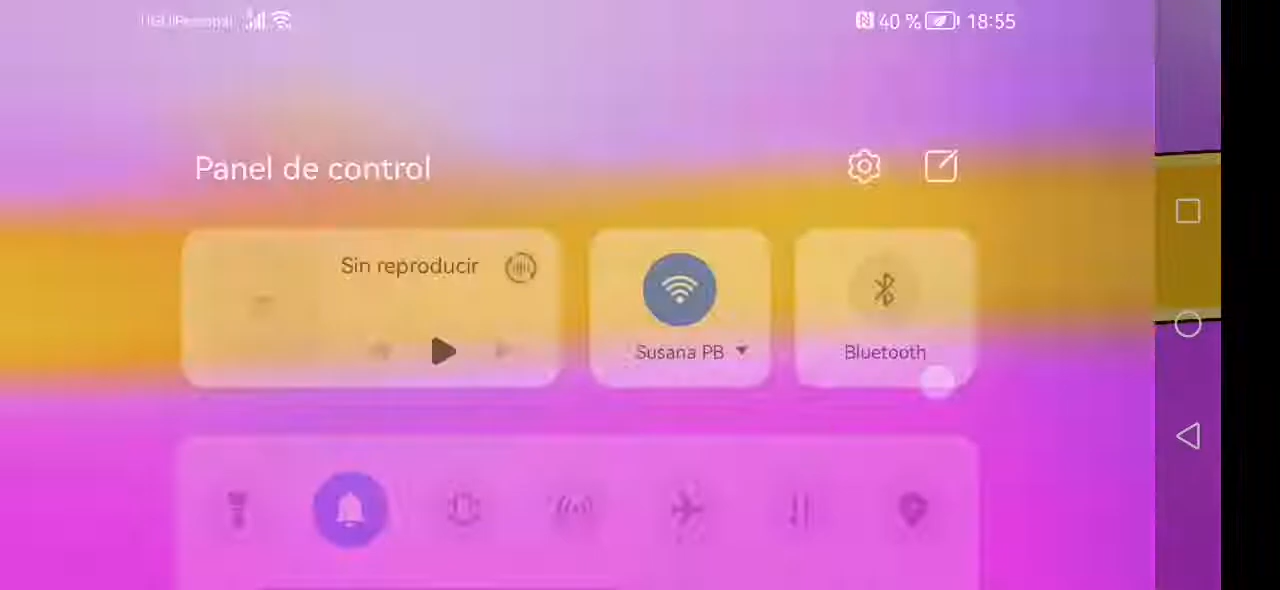 40 % 18:55
Panel de control
Sin reproducir
Susana PB
Bluetooth